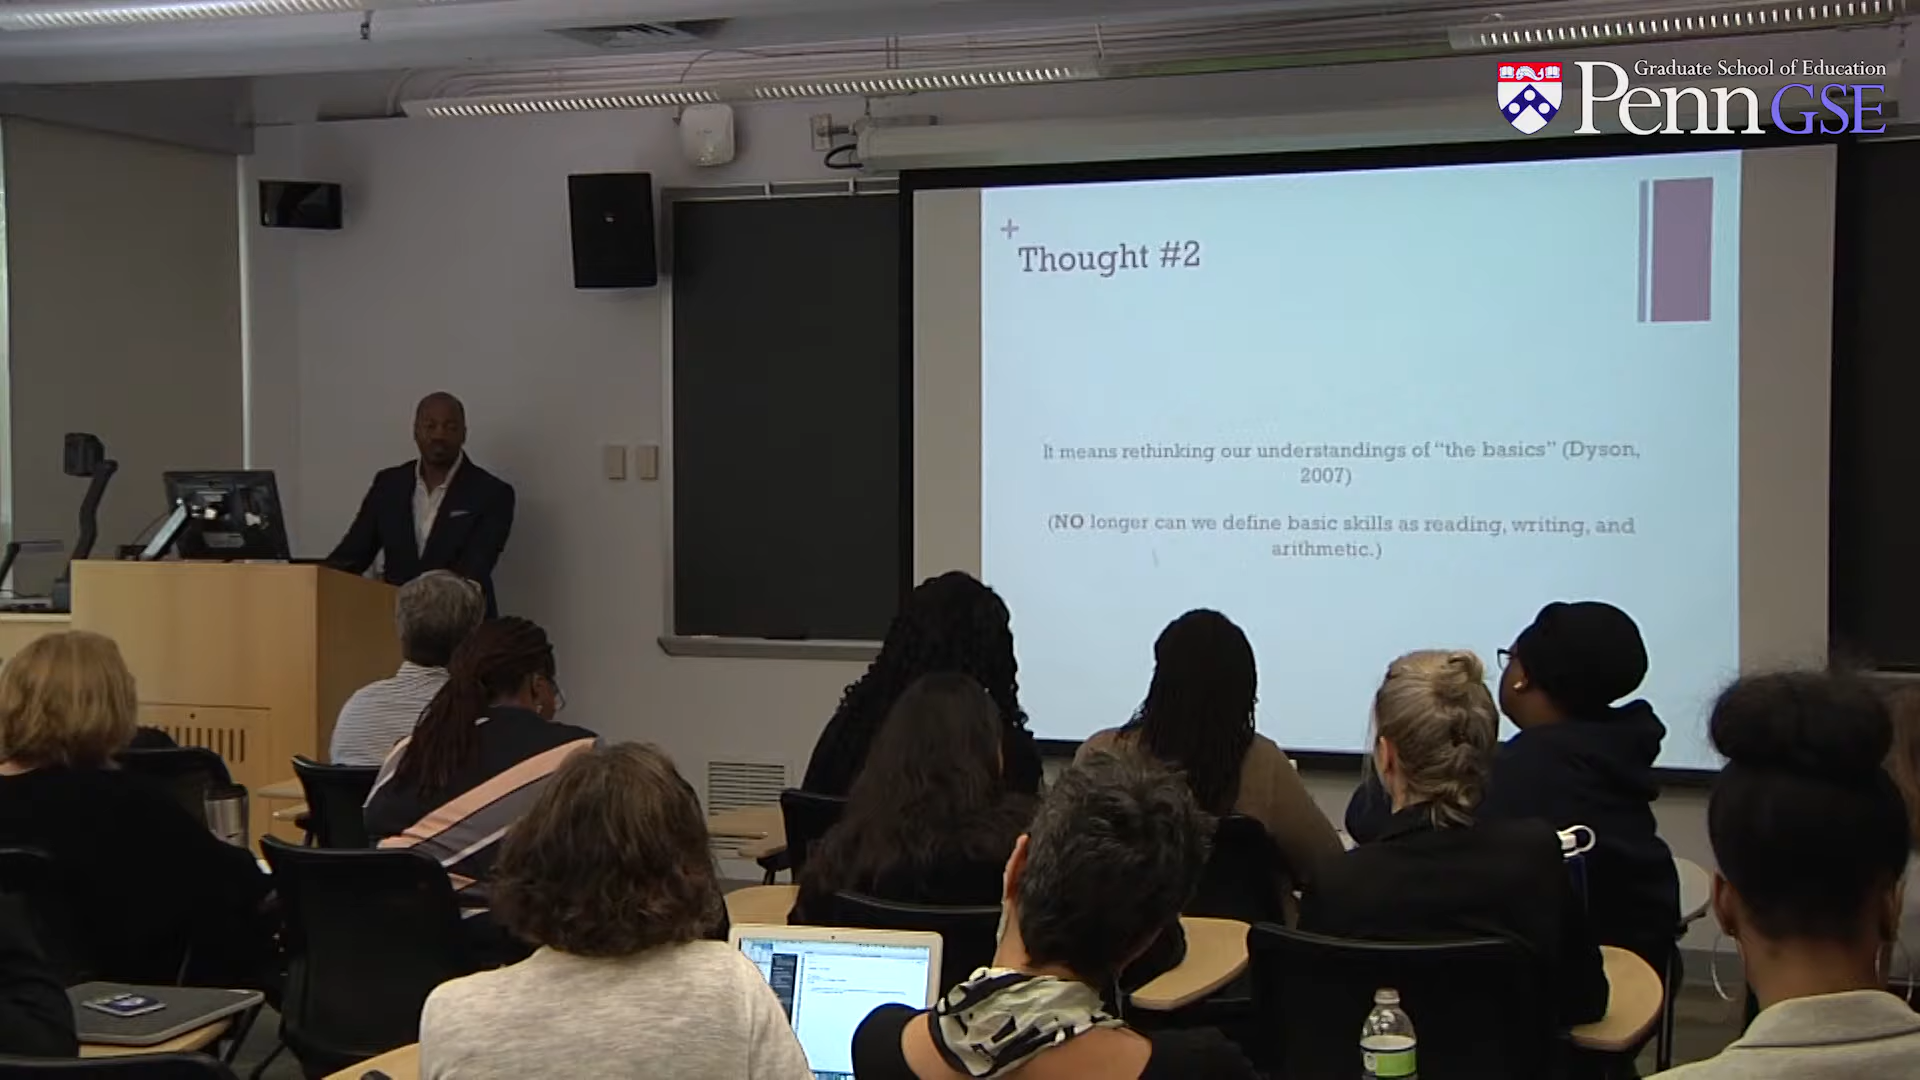 Graduate School of Education
Penn GSE
+
Thought #2
It means rethinking our understandings of “the basics” (Dyson,
2007)
(NO longer can we define basic skills as reading, writing, and
arithmetic.)